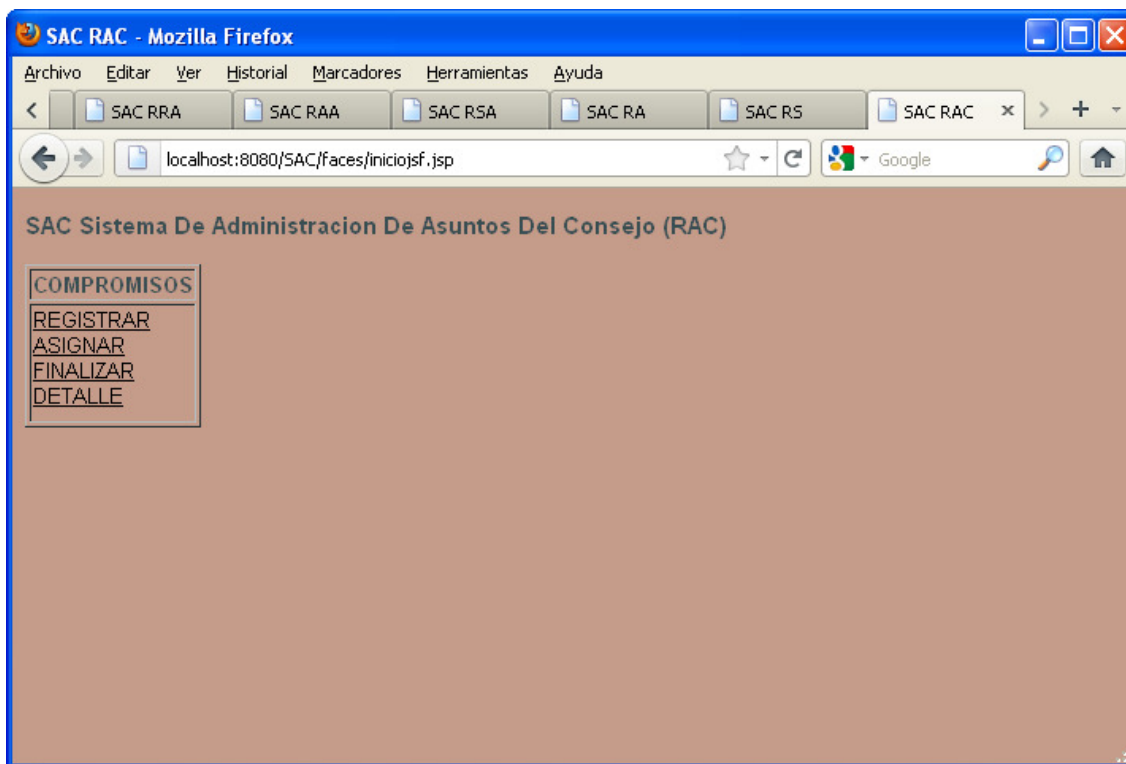 SAC RAC - Mozilla Firefox
Archivo Editar Ver Historial Marcadores Herramientas Ayuda
SAC RRA SAC RAA SAC RSA SAC RA SAC RS SAC RAC
localhost:8080/SAC/faces/iniciojsf.jsp Google
SAC Sistema De Administracion De Asuntos Del Consejo (RAC)
COMPROMISOS
REGISTRAR
ASIGNAR
FINALIZAR
DETALLE